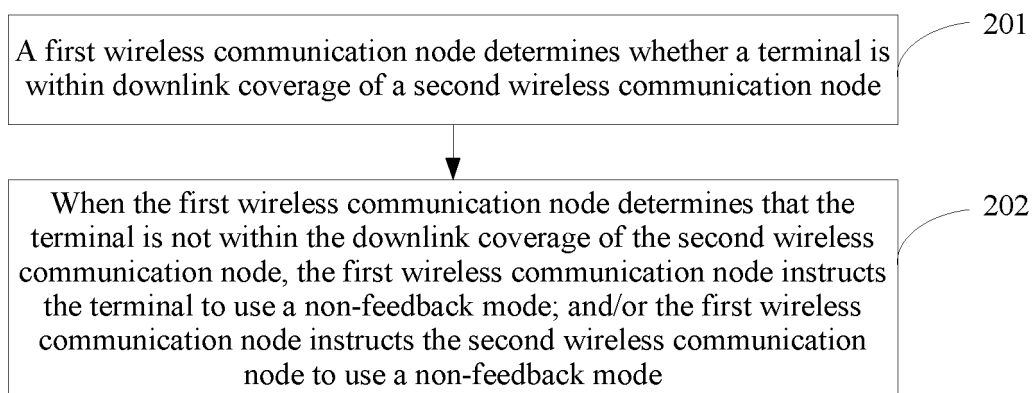 201
A first wireless communication node determines whether a terminal is
within downlink coverage of a second wireless communication node
202
When the first wireless communication node determines that the
terminal is not within the downlink coverage of the second wireless
communication node, the first wireless communication node instructs
the terminal to use a non-feedback mode; and/or the first wireless
communication node instructs the second wireless communication
node to use a non-feedback mode